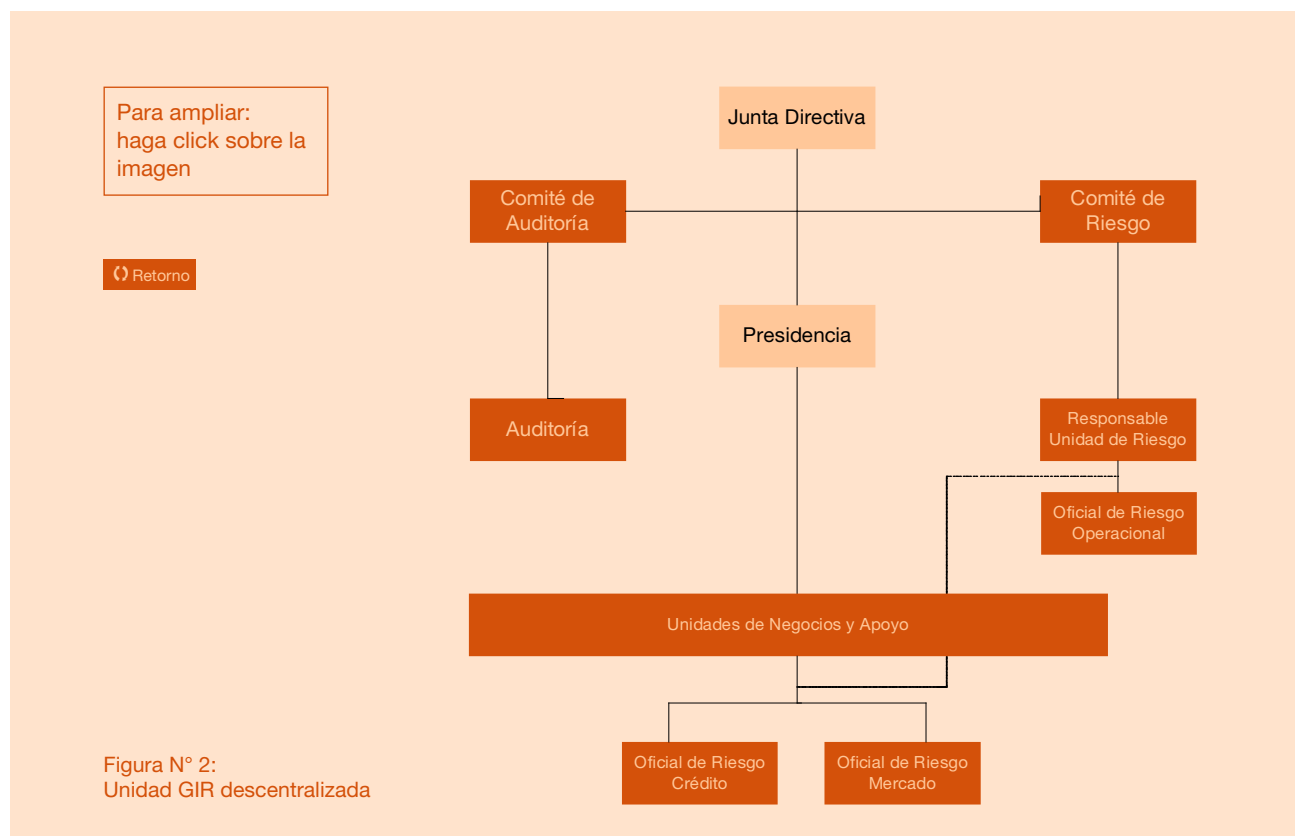 Para ampliar:
haga click sobre la
imagen
Junta Directiva
Comité de
Auditoría
Comité de
Riesgo
Retorno
Presidencia
Auditoría
Responsable
Unidad de Riesgo
Oficial de Riesgo
Operacional
Unidades de Negocios y Apoyo
Oficial de Riesgo
Crédito
Oficial de Riesgo
Mercado
Figura N° 2:
Unidad GIR descentralizada